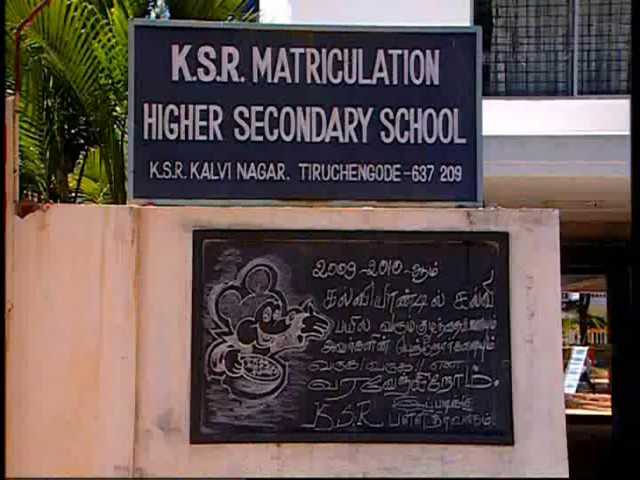 K.S.R. MATRICULATION
HIGHER SECONDARY SCHOOL
K.S.R. KALVI NAGAR. TIRUCHENGODE-637 209
2009-2010-ஆம்
கல்வியாண்டில் கல்வி
பயில வரும் குழந்தைகளையும்
அவர்களின் பெற்றோர்களையும்
வருக! வருக!! என
வரவேற்கிறோம்.
இப்படிக்கு
K.S.R பள்ளி நிர்வாகம்.